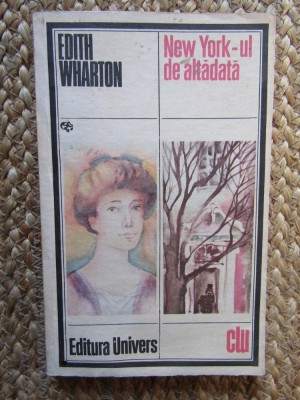 EDITH
WHARTON
New York-ul
de altădată
Editura Univers
clu